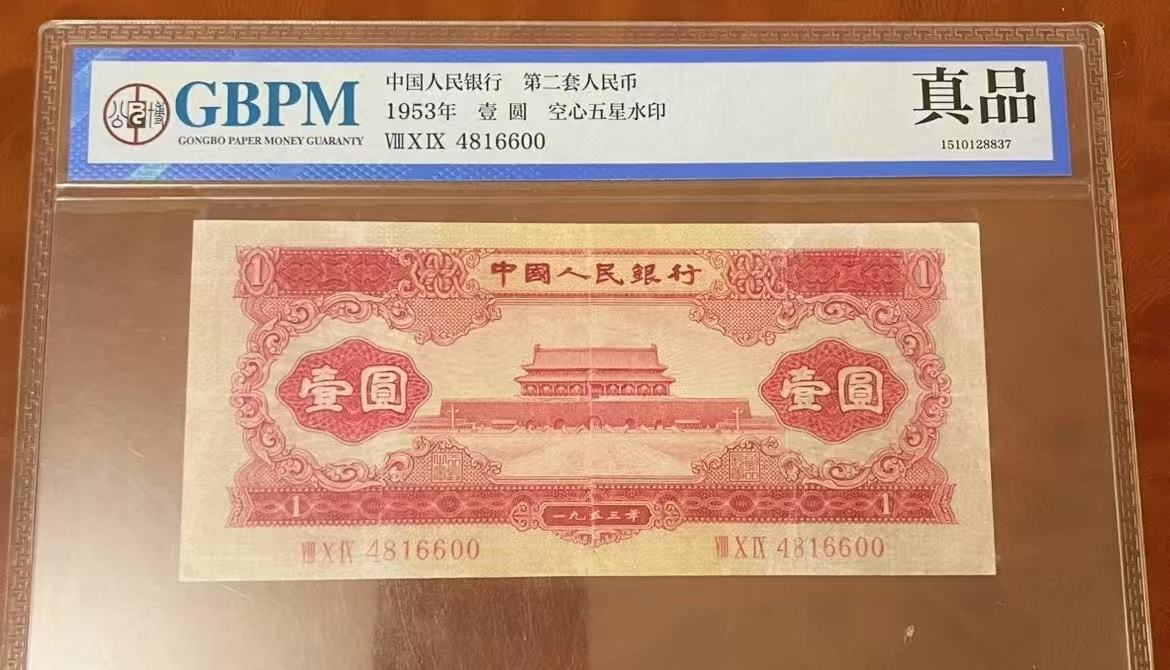 GBPM
GONGBO PAPER MONEY GUARANTY
中国人民银行 第二套人民币
1953年 壹圆 空心五星水印
ⅧⅩⅨ 4816600
真品
1510128837
1 中國人民銀行 1
壹圓 壹圓
1 一九五三年 1
ⅧⅩⅨ 4816600 ⅧⅩⅨ 4816600